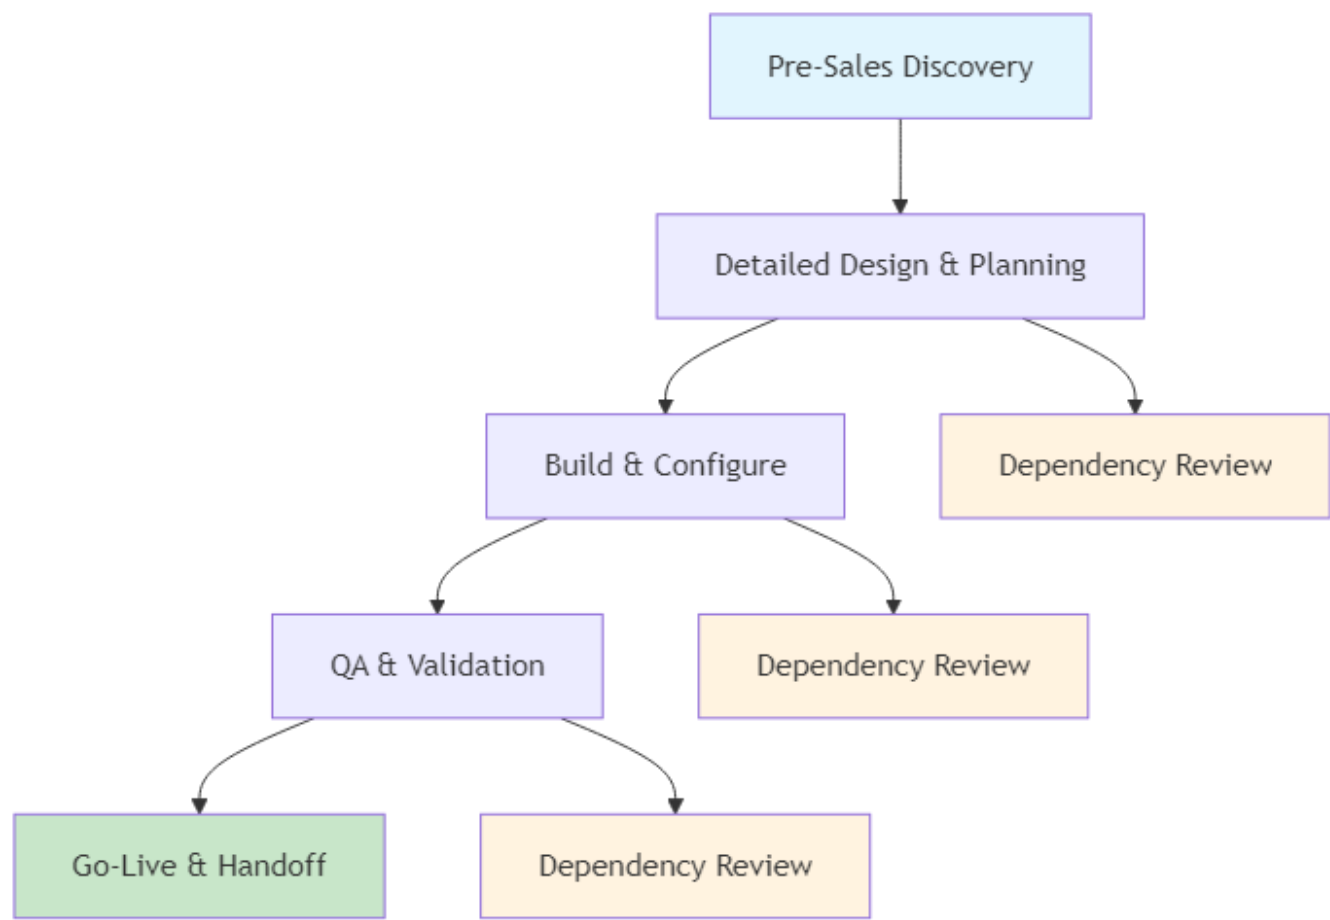 Pre-Sales Discovery
Detailed Design & Planning
Build & Configure
Dependency Review
QA & Validation
Dependency Review
Go-Live & Handoff
Dependency Review